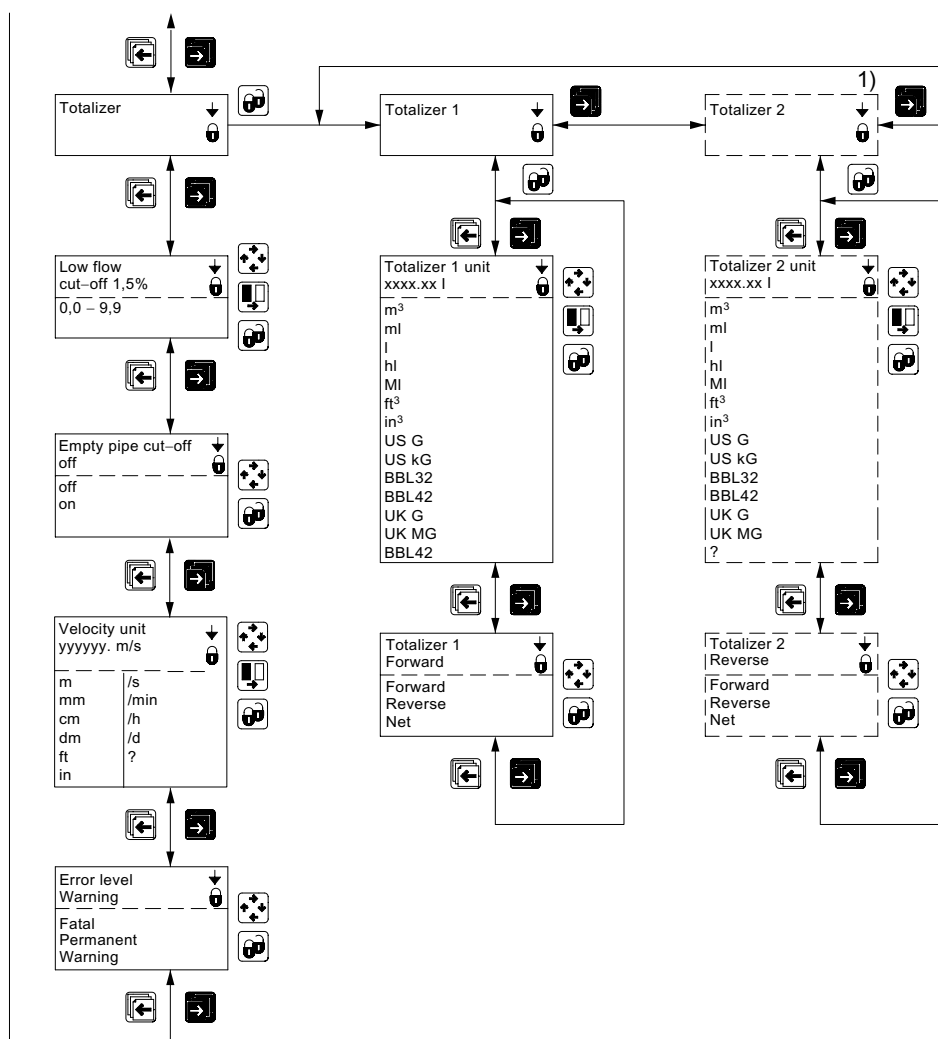 Totalizer
Low flow
cut–off 1,5%
0,0 – 9,9
Empty pipe cut–off
off
off
on
Velocity unit
yyyyyy. m/s
m /s
mm /min
cm /h
dm /d
ft ?
in
Error level
Warning
Fatal
Permanent
Warning
Totalizer 1
Totalizer 1 unit
xxxx.xx l
m³
ml
l
hl
Ml
ft³
in³
US G
US kG
BBL32
BBL42
UK G
UK MG
BBL42
Totalizer 1
Forward
Forward
Reverse
Net
1)
Totalizer 2
Totalizer 2 unit
xxxx.xx l
m³
ml
l
hl
Ml
ft³
in³
US G
US kG
BBL32
BBL42
UK G
UK MG
?
Totalizer 2
Reverse
Forward
Reverse
Net